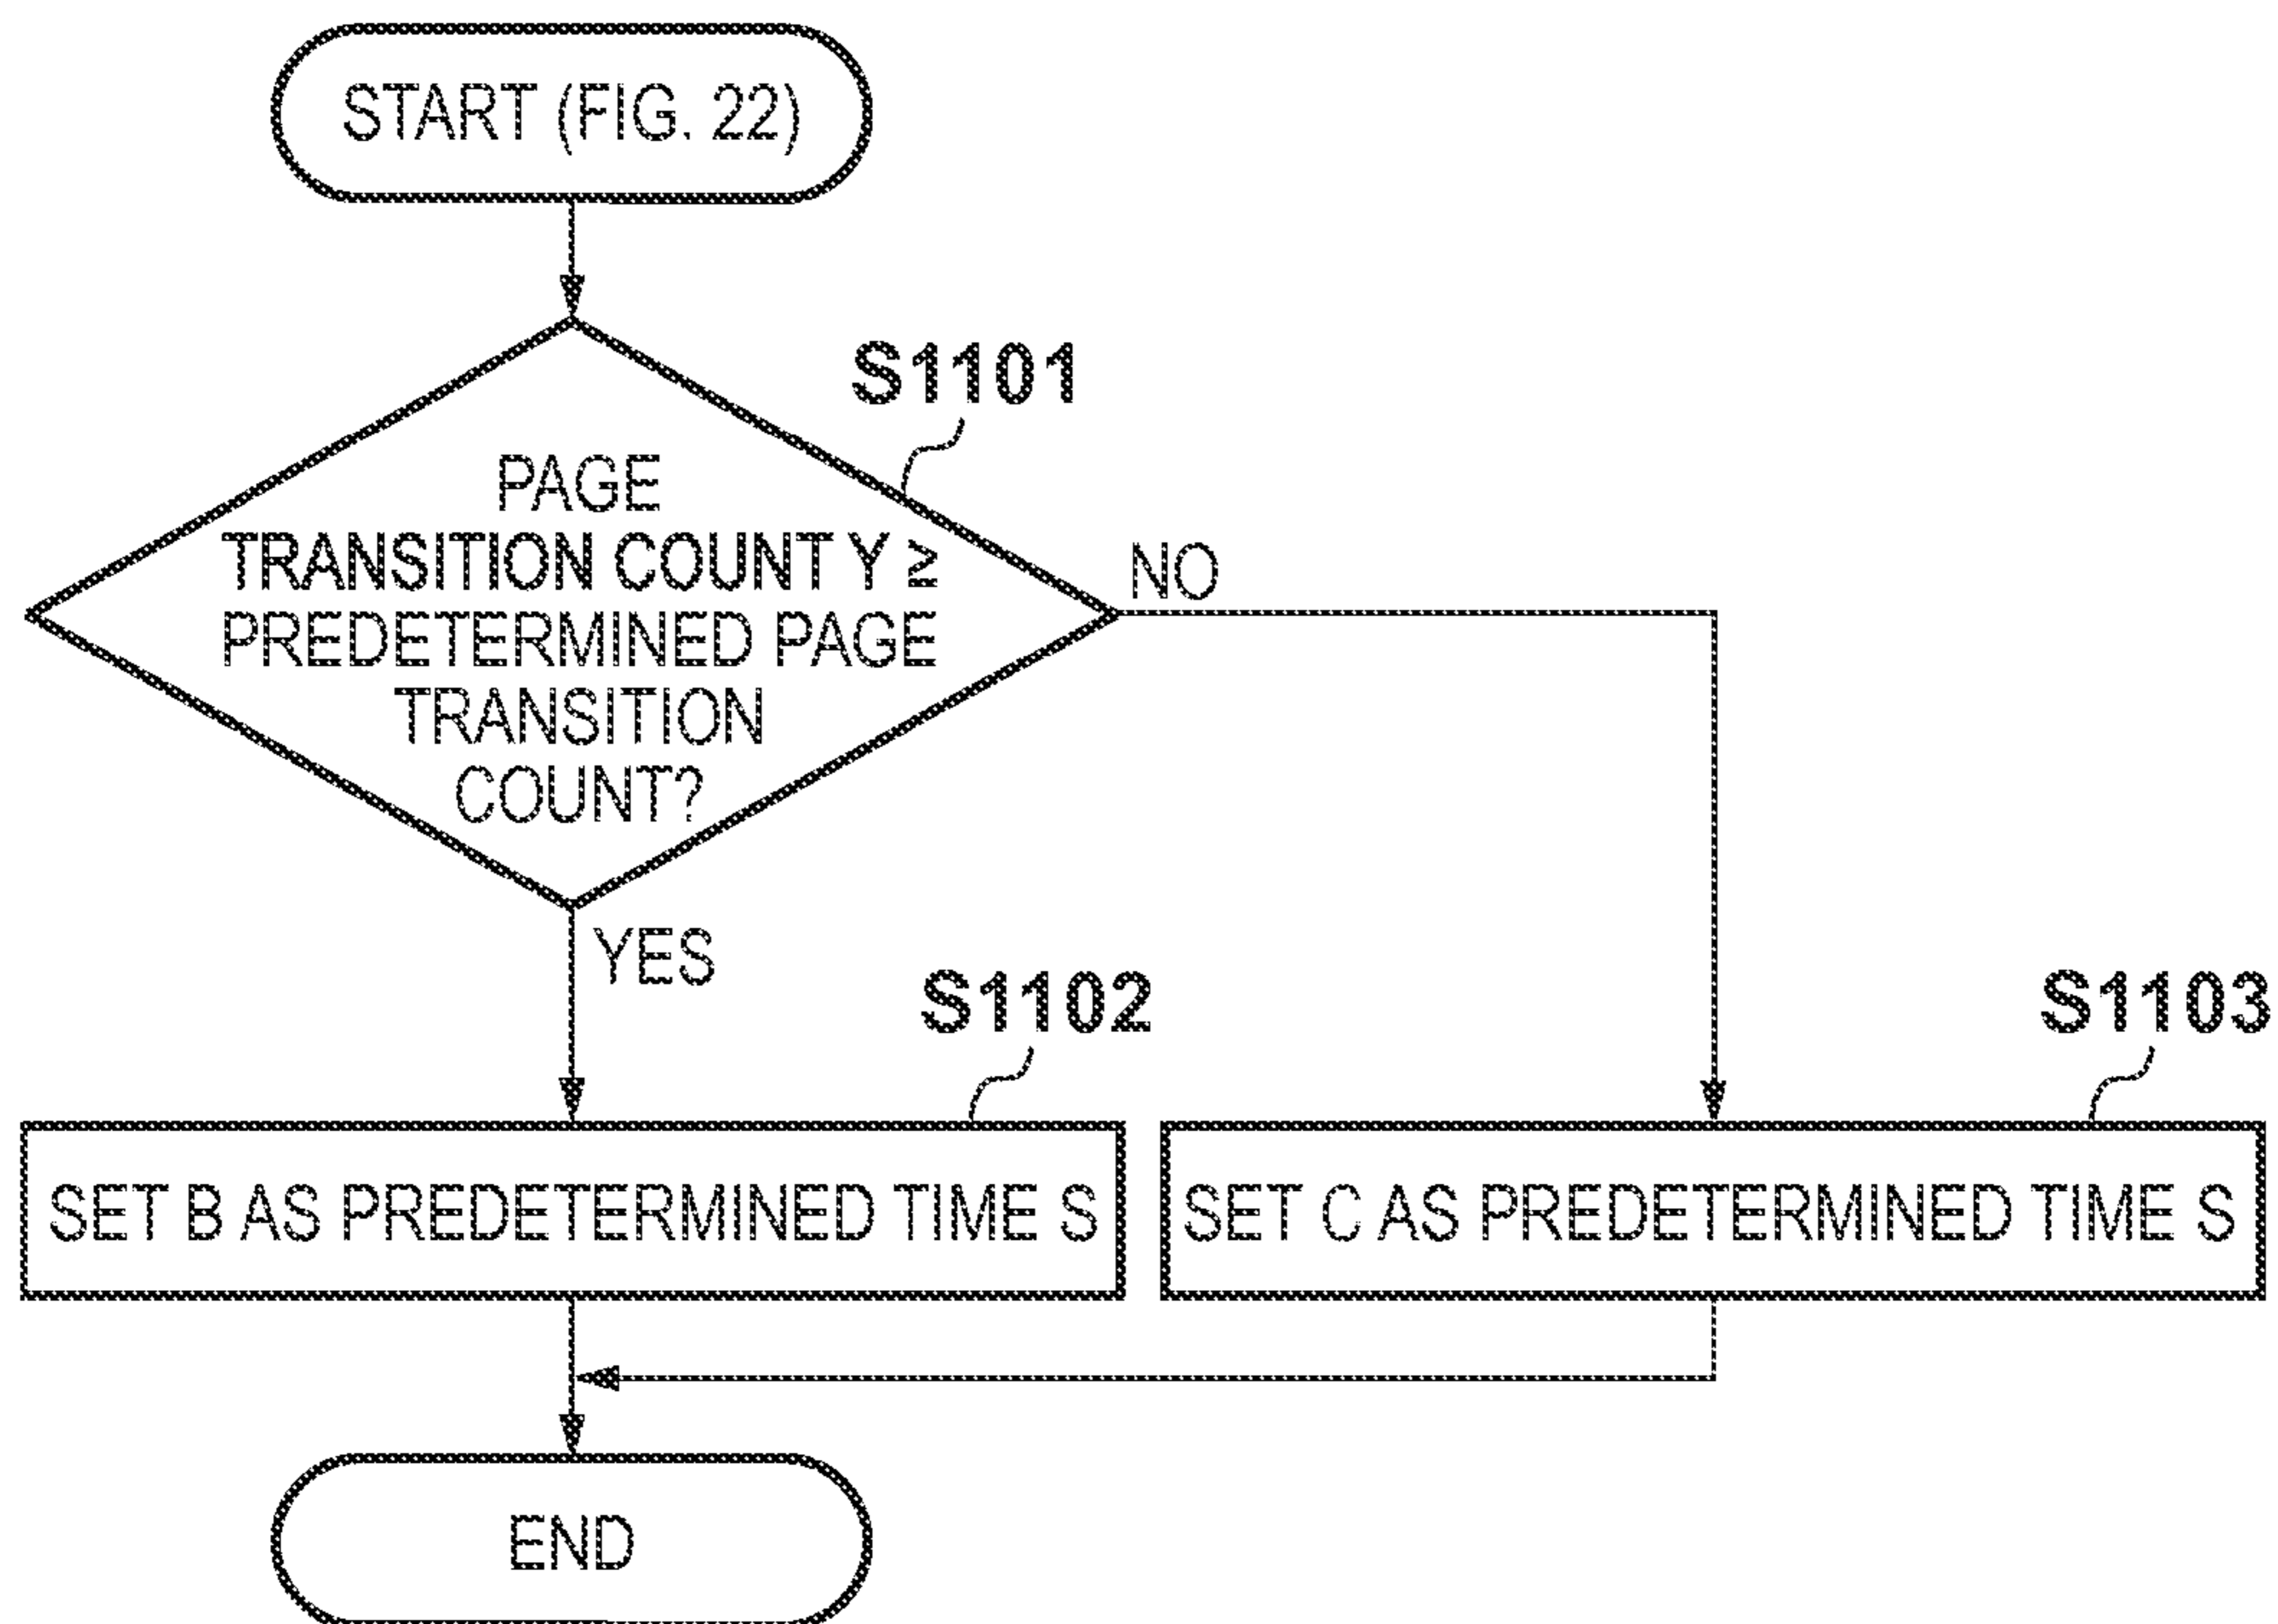 START (FIG. 22)
S1101
PAGE
TRANSITION COUNT Y ≥
PREDETERMINED PAGE
TRANSITION
COUNT?
NO
YES
S1102
S1103
SET B AS PREDETERMINED TIME S
SET C AS PREDETERMINED TIME S
END